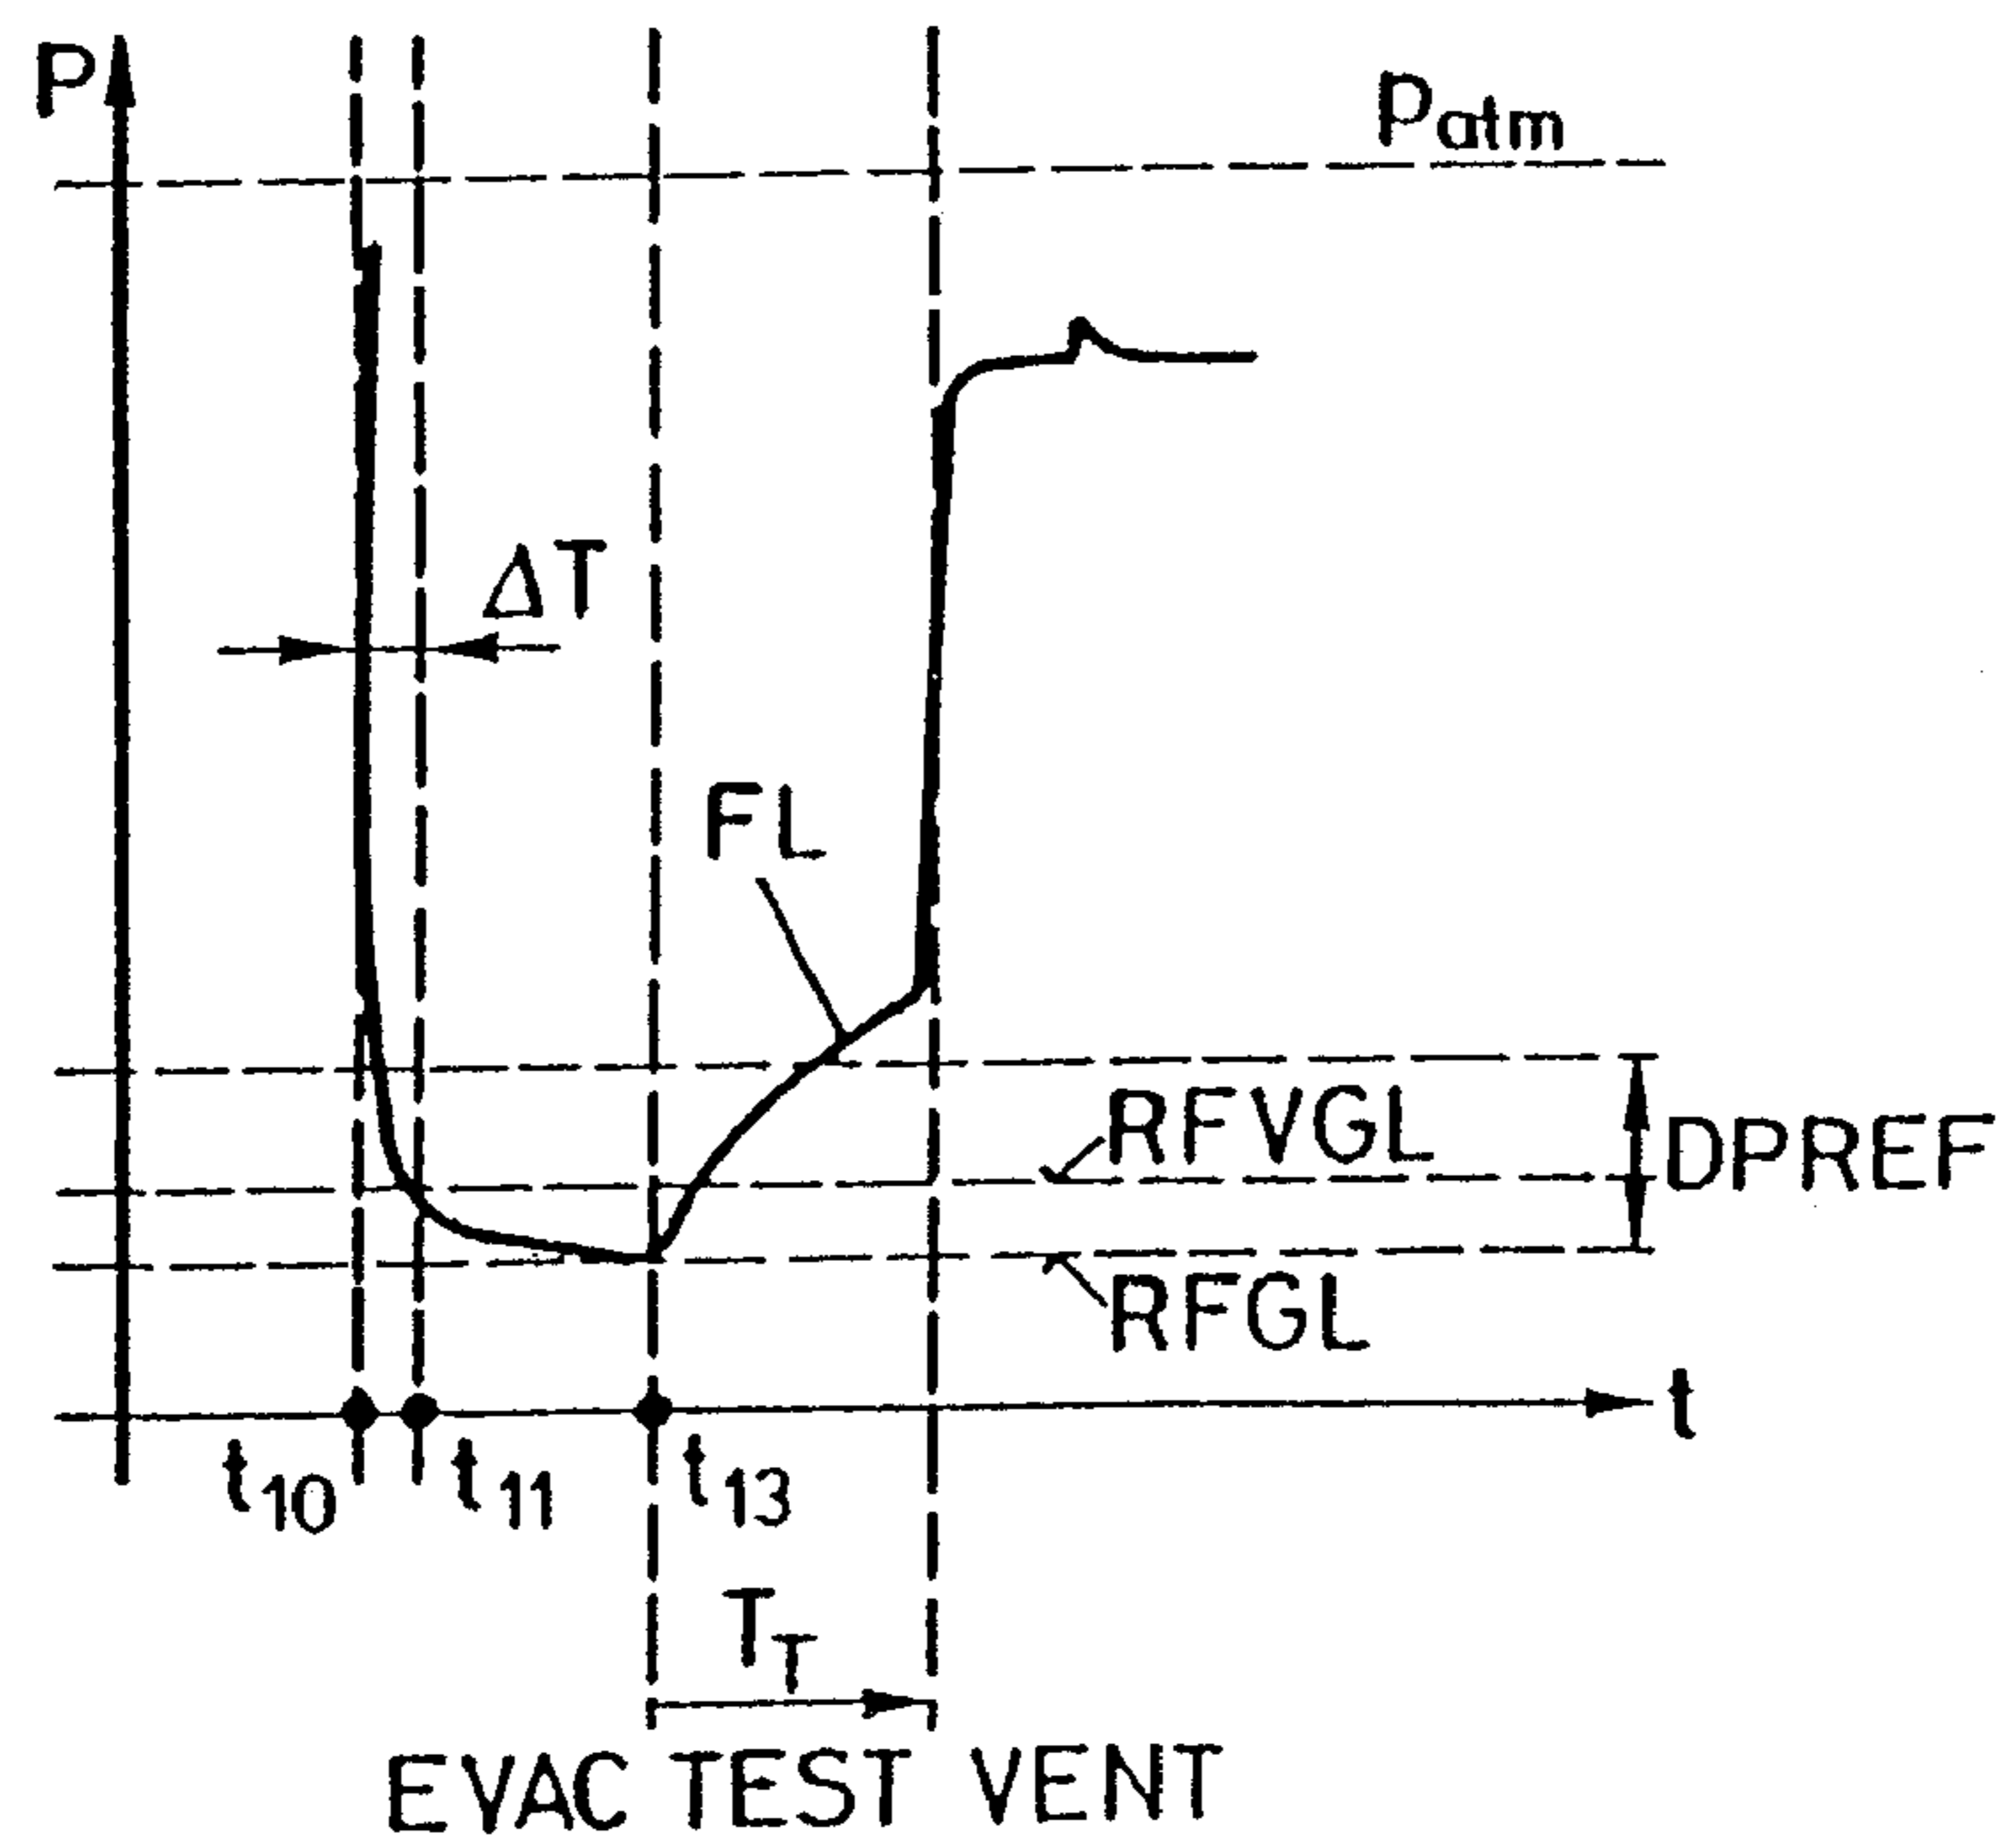 P
Patm
ΔT
FL
RFVGL
DPREF
RFGL
t
t10 t11 t13
TT
EVAC TEST VENT